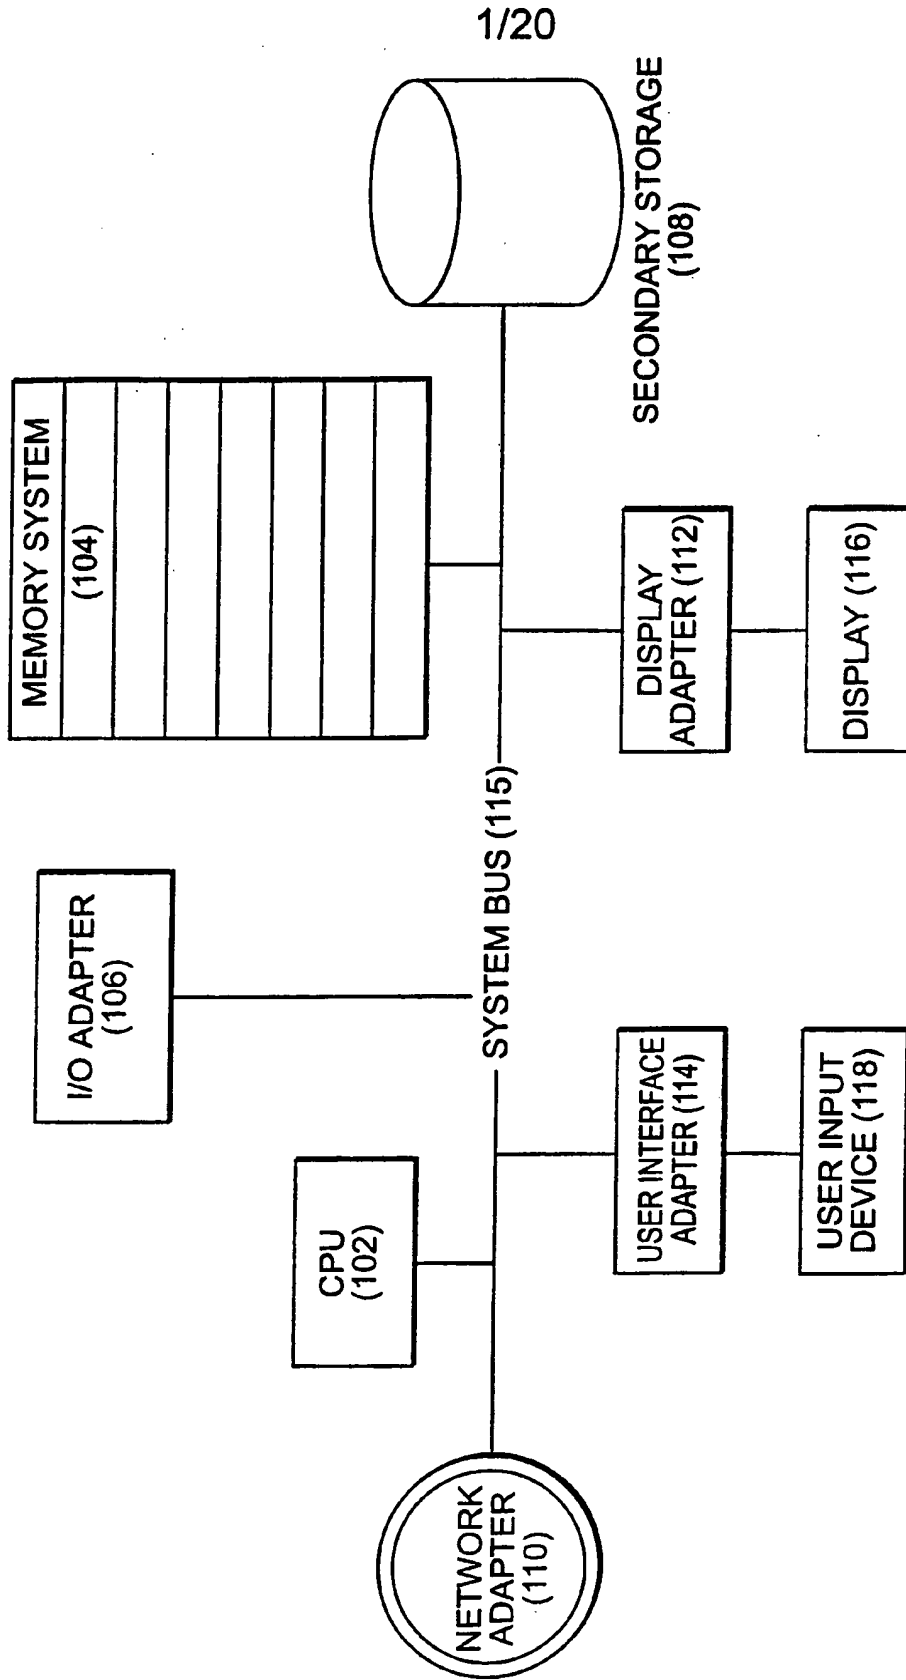 1/20
MEMORY SYSTEM
(104)
I/O ADAPTER
(106)
CPU
(102)
NETWORK
ADAPTER
(110)
SYSTEM BUS (115)
SECONDARY STORAGE
(108)
USER INTERFACE
ADAPTER (114)
DISPLAY
ADAPTER (112)
USER INPUT
DEVICE (118)
DISPLAY (116)